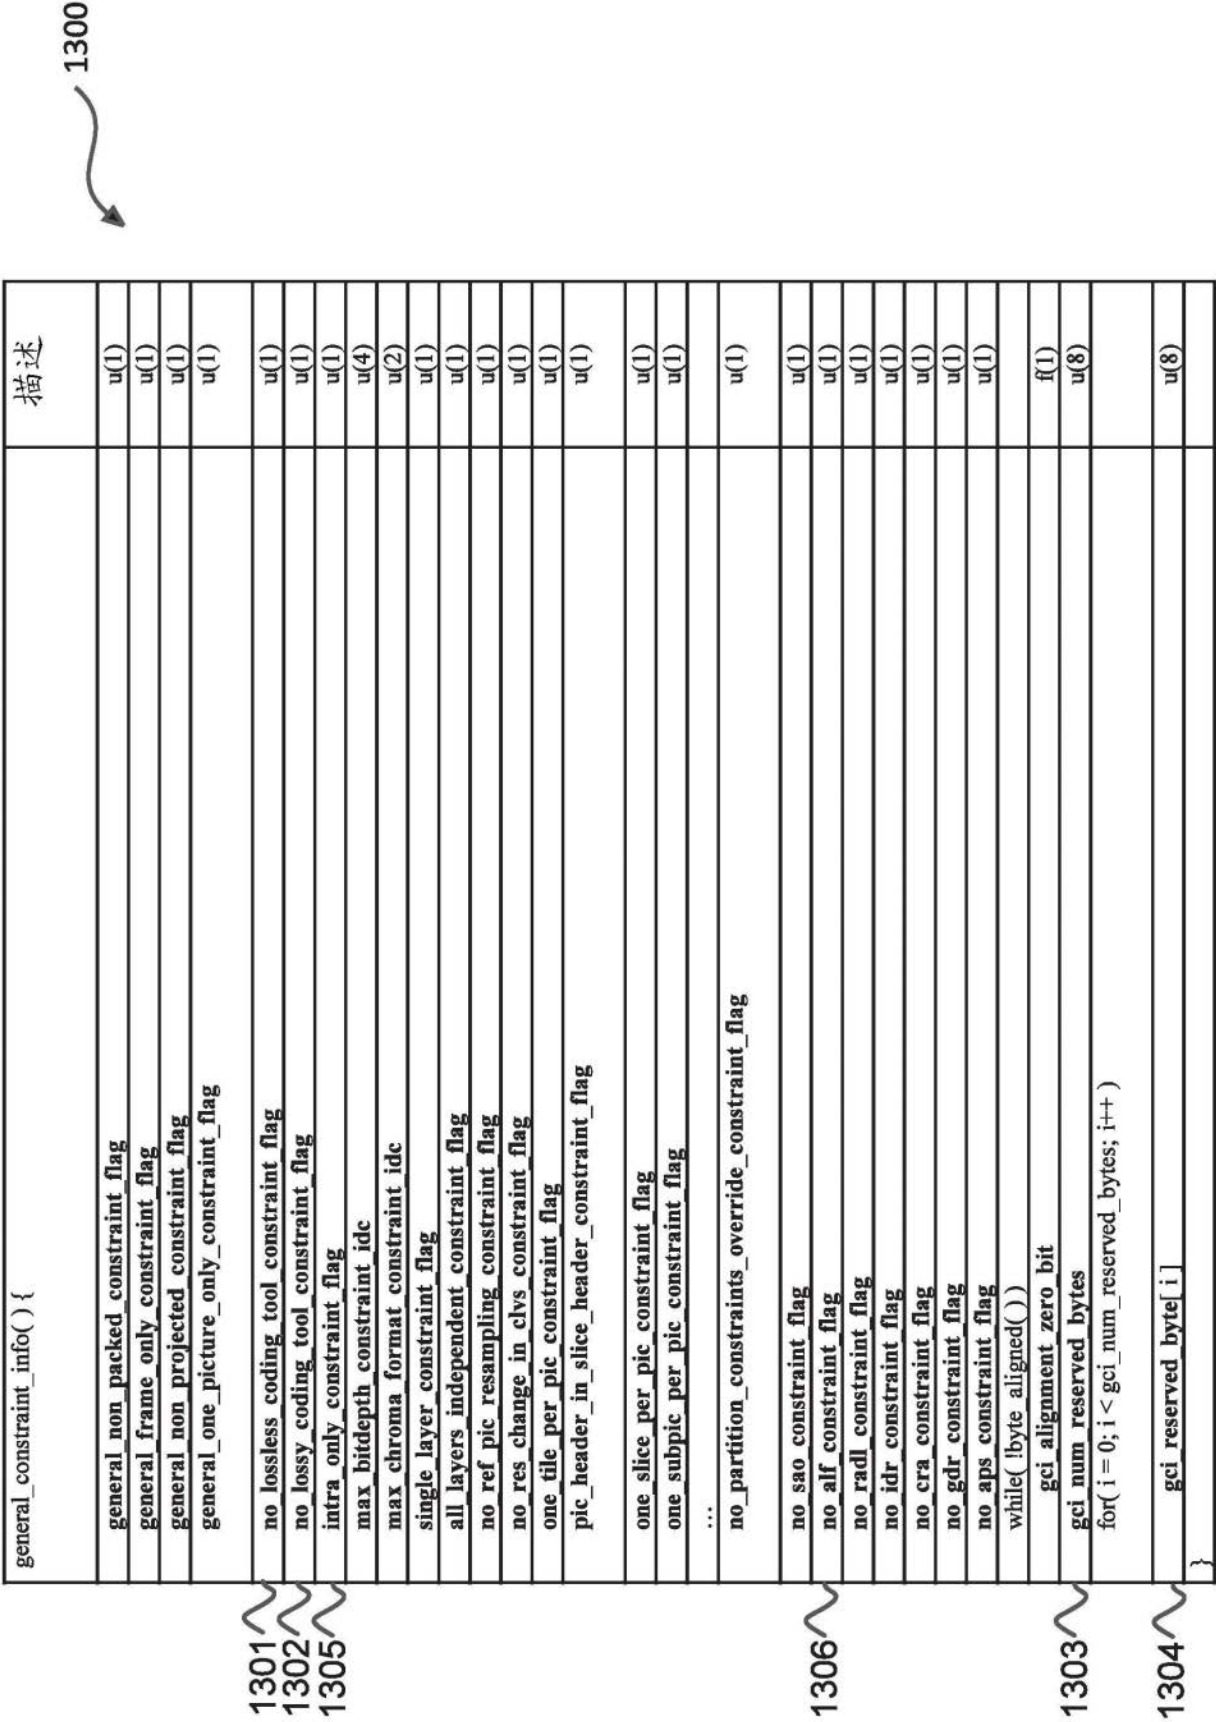 1300
general_constraint_info( ) { 描述
general_non_packed_constraint_flag u(1)
general_frame_only_constraint_flag u(1)
general_non_projected_constraint_flag u(1)
general_one_picture_only_constraint_flag u(1)
1301 no_lossless_coding_tool_constraint_flag u(1)
1302 no_lossy_coding_tool_constraint_flag u(1)
1305 intra_only_constraint_flag u(1)
max_bitdepth_constraint_idc u(4)
max_chroma_format_constraint_idc u(2)
single_layer_constraint_flag u(1)
all_layers_independent_constraint_flag u(1)
no_ref_pic_resampling_constraint_flag u(1)
no_res_change_in_clvs_constraint_flag u(1)
one_tile_per_pic_constraint_flag u(1)
pic_header_in_slice_header_constraint_flag u(1)
one_slice_per_pic_constraint_flag u(1)
one_subpic_per_pic_constraint_flag u(1)
…
no_partition_constraints_override_constraint_flag u(1)
no_sao_constraint_flag u(1)
1306 no_alf_constraint_flag u(1)
no_radl_constraint_flag u(1)
no_idr_constraint_flag u(1)
no_cra_constraint_flag u(1)
no_gdr_constraint_flag u(1)
no_aps_constraint_flag u(1)
while( !byte_aligned( ) )
gci_alignment_zero_bit f(1)
1303 gci_num_reserved_bytes u(8)
for( i = 0; i < gci_num_reserved_bytes; i++ )
1304 gci_reserved_byte[ i ] u(8)
}